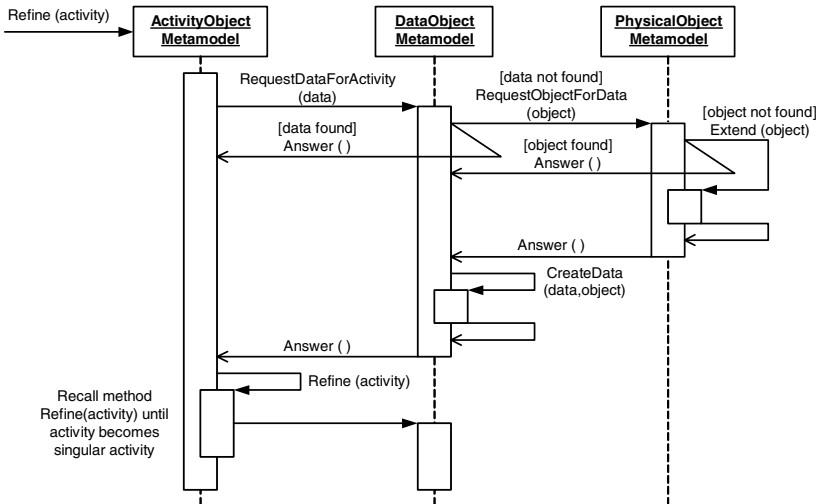 Refine (activity)
ActivityObject
Metamodel
DataObject
Metamodel
PhysicalObject
Metamodel
RequestDataForActivity
(data)
[data not found]
RequestObjectForData
(object)
[object not found]
Extend (object)
[data found]
Answer ( )
[object found]
Answer ( )
Answer ( )
CreateData
(data,object)
Answer ( )
Refine (activity)
Recall method
Refine(activity) until
activity becomes
singular activity